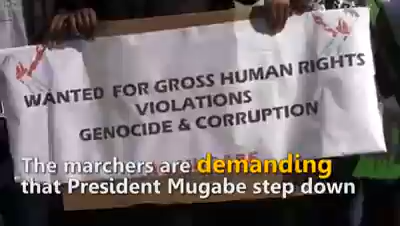 WANTED FOR GROSS HUMAN RIGHTS
VIOLATIONS
GENOCIDE & CORRUPTION
The marchers are demanding
that President Mugabe step down